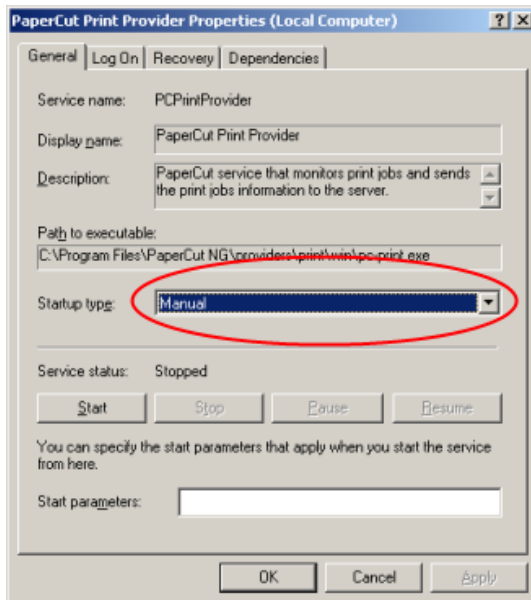 PaperCut Print Provider Properties (Local Computer)
General Log On Recovery Dependencies
Service name: PCPrintProvider
Display name: PaperCut Print Provider
Description: PaperCut service that monitors print jobs and sends
the print jobs information to the server.
Path to executable:
C:\Program Files\PaperCut NG\providers\print\win\pc-print.exe
Startup type: Manual
Service status: Stopped
Start Stop Pause Resume
You can specify the start parameters that apply when you start the service
from here.
Start parameters:
OK Cancel Apply